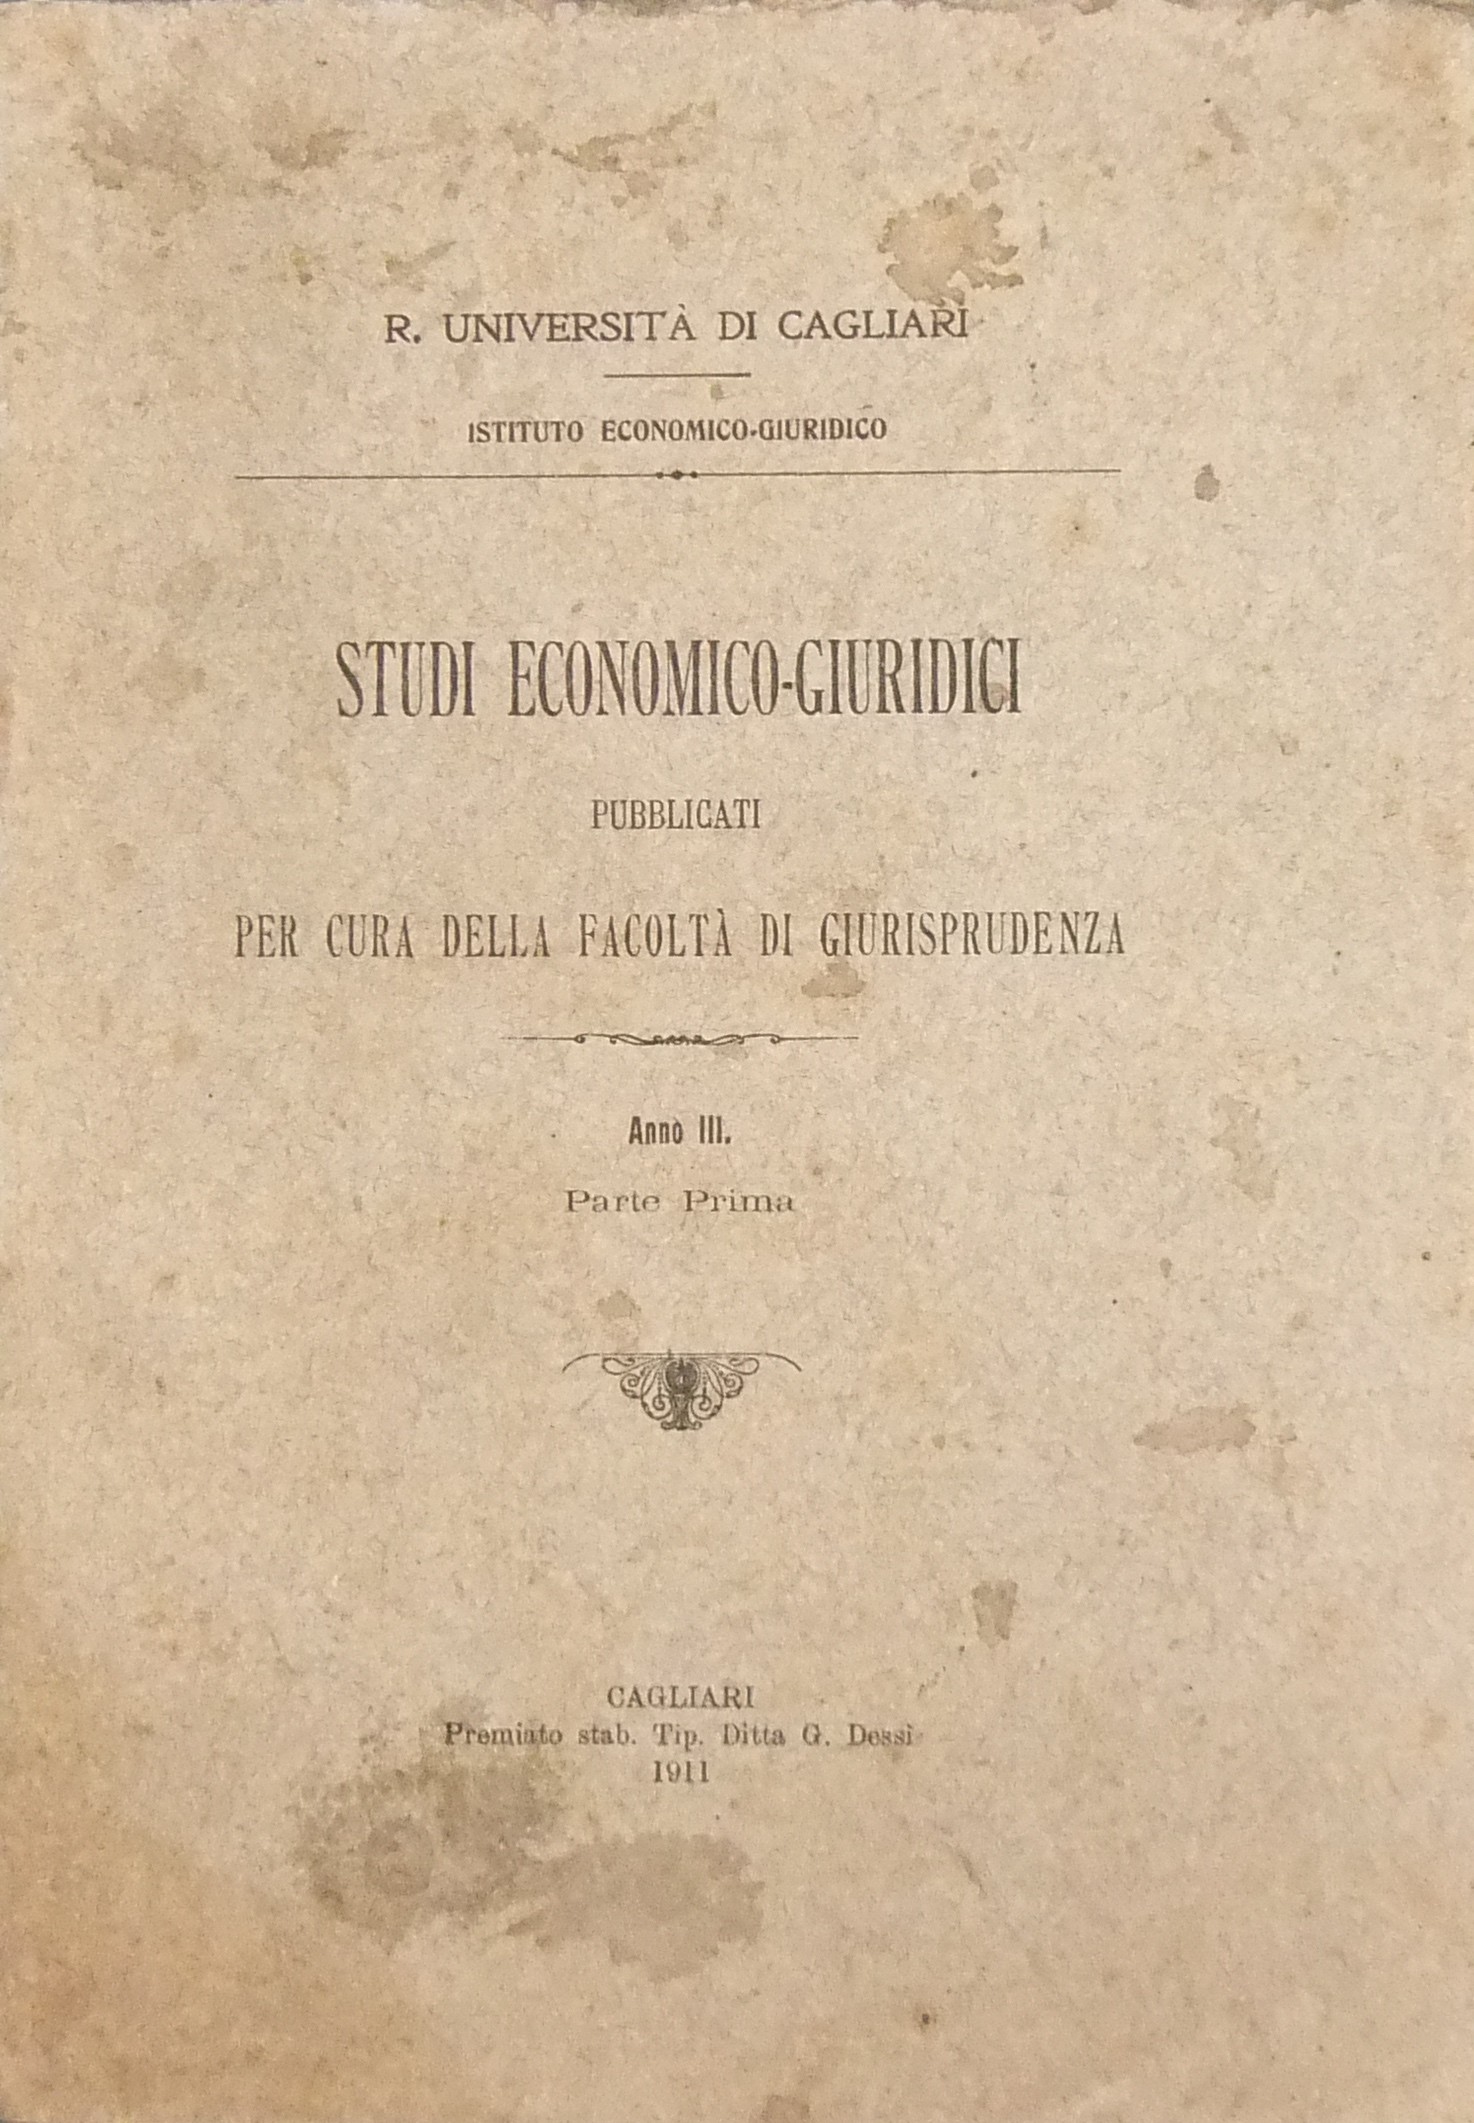 R. UNIVERSITÀ DI CAGLIARI
ISTITUTO ECONOMICO-GIURIDICO
STUDI ECONOMICO-GIURIDICI
PUBBLICATI
PER CURA DELLA FACOLTÀ DI GIURISPRUDENZA
Anno III.
Parte Prima
CAGLIARI
Premiato stab. Tip. Ditta G. Dessì
1911